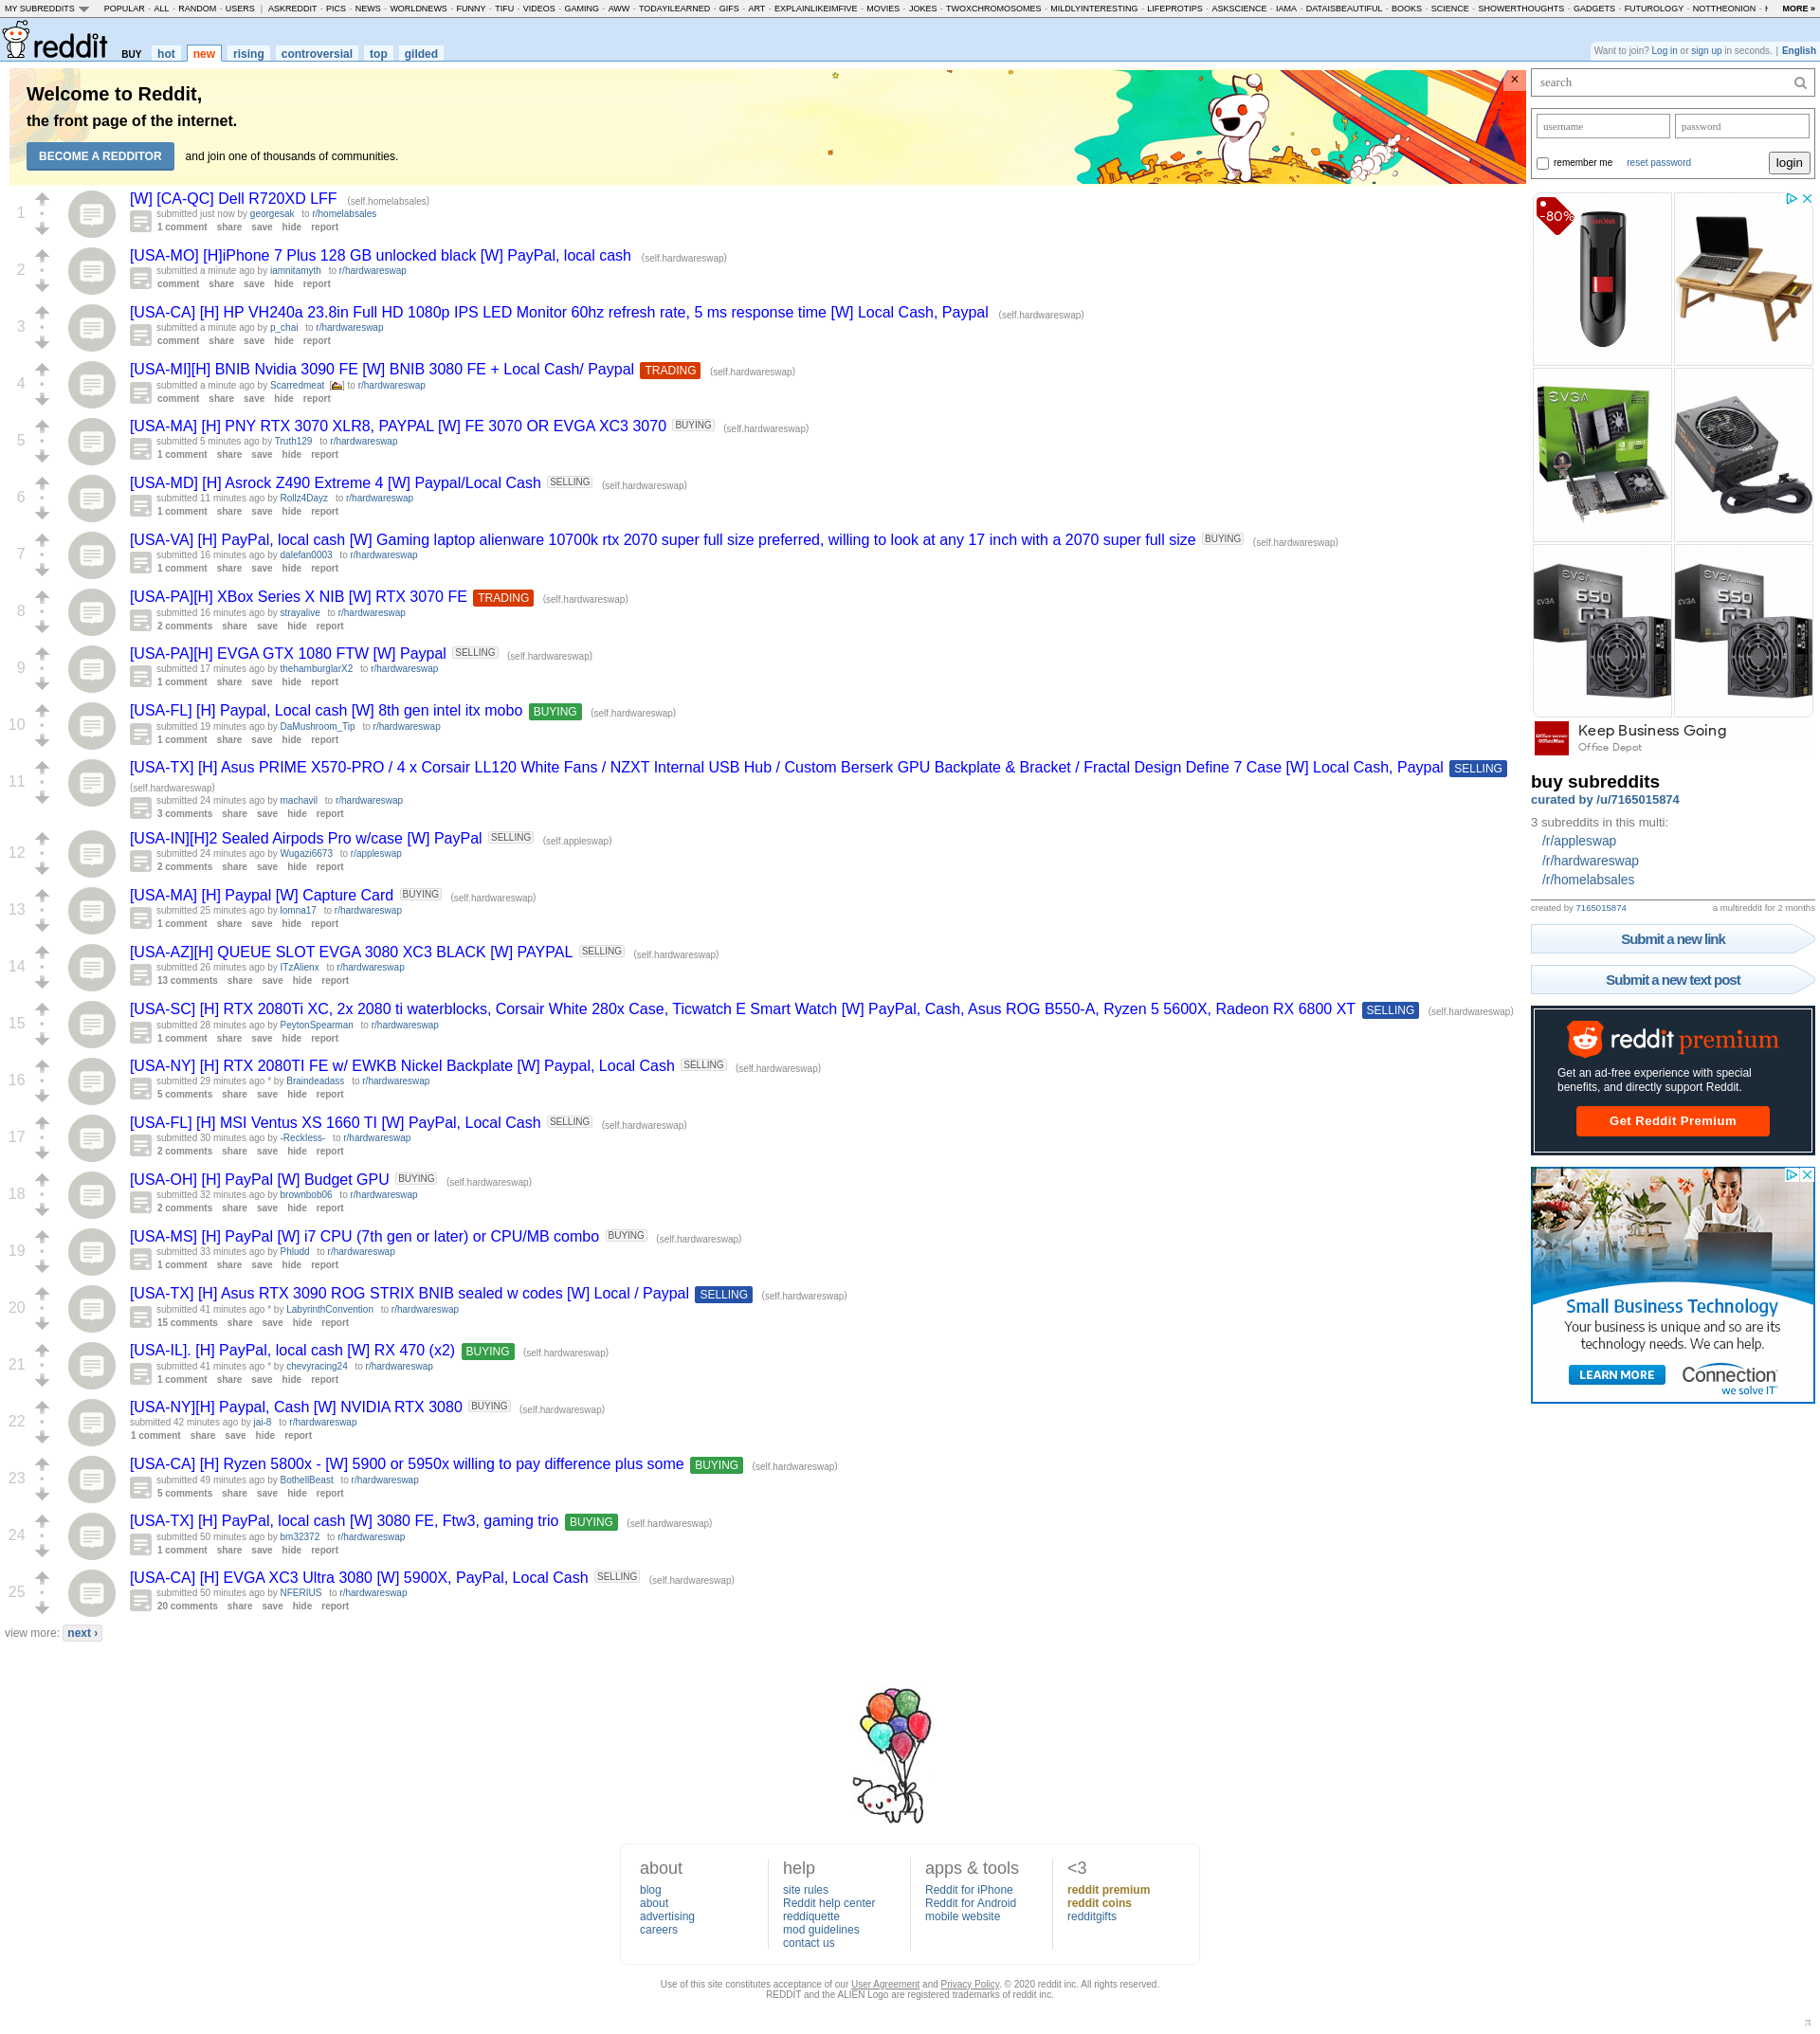 MY SUBREDDITS POPULAR - ALL - RANDOM - USERS | ASKREDDIT - PICS - NEWS - WORLDNEWS - FUNNY - TIFU - VIDEOS - GAMING - AWW - TODAYILEARNED - GIFS - ART - EXPLAINLIKEIMFIVE - MOVIES - JOKES - TWOXCHROMOSOMES - MILDLYINTERESTING - LIFEPROTIPS - ASKSCIENCE - IAMA - DATAISBEAUTIFUL - BOOKS - SCIENCE - SHOWERTHOUGHTS - GADGETS - FUTUROLOGY - NOTTHEONION - MORE »
reddit BUY hot new rising controversial top gilded
Want to join? Log in or sign up in seconds. | English
Welcome to Reddit,
the front page of the internet.
BECOME A REDDITOR and join one of thousands of communities.
×
1
[W] [CA-QC] Dell R720XD LFF (self.homelabsales)
submitted just now by georgesak to r/homelabsales
1 comment share save hide report
2
[USA-MO] [H]iPhone 7 Plus 128 GB unlocked black [W] PayPal, local cash (self.hardwareswap)
submitted a minute ago by iamnitamyth to r/hardwareswap
comment share save hide report
3
[USA-CA] [H] HP VH240a 23.8in Full HD 1080p IPS LED Monitor 60hz refresh rate, 5 ms response time [W] Local Cash, Paypal (self.hardwareswap)
submitted a minute ago by p_chai to r/hardwareswap
comment share save hide report
4
[USA-MI][H] BNIB Nvidia 3090 FE [W] BNIB 3080 FE + Local Cash/ Paypal TRADING (self.hardwareswap)
submitted a minute ago by Scarredmeat [ ] to r/hardwareswap
comment share save hide report
5
[USA-MA] [H] PNY RTX 3070 XLR8, PAYPAL [W] FE 3070 OR EVGA XC3 3070 BUYING (self.hardwareswap)
submitted 5 minutes ago by Truth129 to r/hardwareswap
1 comment share save hide report
6
[USA-MD] [H] Asrock Z490 Extreme 4 [W] Paypal/Local Cash SELLING (self.hardwareswap)
submitted 11 minutes ago by Rollz4Dayz to r/hardwareswap
1 comment share save hide report
7
[USA-VA] [H] PayPal, local cash [W] Gaming laptop alienware 10700k rtx 2070 super full size preferred, willing to look at any 17 inch with a 2070 super full size BUYING (self.hardwareswap)
submitted 16 minutes ago by dalefan0003 to r/hardwareswap
1 comment share save hide report
8
[USA-PA][H] XBox Series X NIB [W] RTX 3070 FE TRADING (self.hardwareswap)
submitted 16 minutes ago by strayalive to r/hardwareswap
2 comments share save hide report
9
[USA-PA][H] EVGA GTX 1080 FTW [W] Paypal SELLING (self.hardwareswap)
submitted 17 minutes ago by thehamburglarX2 to r/hardwareswap
1 comment share save hide report
10
[USA-FL] [H] Paypal, Local cash [W] 8th gen intel itx mobo BUYING (self.hardwareswap)
submitted 19 minutes ago by DaMushroom_Tip to r/hardwareswap
1 comment share save hide report
11
[USA-TX] [H] Asus PRIME X570-PRO / 4 x Corsair LL120 White Fans / NZXT Internal USB Hub / Custom Berserk GPU Backplate & Bracket / Fractal Design Define 7 Case [W] Local Cash, Paypal SELLING
(self.hardwareswap)
submitted 24 minutes ago by machavil to r/hardwareswap
3 comments share save hide report
12
[USA-IN][H]2 Sealed Airpods Pro w/case [W] PayPal SELLING (self.appleswap)
submitted 24 minutes ago by Wugazi6673 to r/appleswap
2 comments share save hide report
13
[USA-MA] [H] Paypal [W] Capture Card BUYING (self.hardwareswap)
submitted 25 minutes ago by lomna17 to r/hardwareswap
1 comment share save hide report
14
[USA-AZ][H] QUEUE SLOT EVGA 3080 XC3 BLACK [W] PAYPAL SELLING (self.hardwareswap)
submitted 26 minutes ago by ITzAlienx to r/hardwareswap
13 comments share save hide report
15
[USA-SC] [H] RTX 2080Ti XC, 2x 2080 ti waterblocks, Corsair White 280x Case, Ticwatch E Smart Watch [W] PayPal, Cash, Asus ROG B550-A, Ryzen 5 5600X, Radeon RX 6800 XT SELLING (self.hardwareswap)
submitted 28 minutes ago by PeytonSpearman to r/hardwareswap
1 comment share save hide report
16
[USA-NY] [H] RTX 2080TI FE w/ EWKB Nickel Backplate [W] Paypal, Local Cash SELLING (self.hardwareswap)
submitted 29 minutes ago * by Braindeadass to r/hardwareswap
5 comments share save hide report
17
[USA-FL] [H] MSI Ventus XS 1660 TI [W] PayPal, Local Cash SELLING (self.hardwareswap)
submitted 30 minutes ago by -Reckless- to r/hardwareswap
2 comments share save hide report
18
[USA-OH] [H] PayPal [W] Budget GPU BUYING (self.hardwareswap)
submitted 32 minutes ago by brownbob06 to r/hardwareswap
2 comments share save hide report
19
[USA-MS] [H] PayPal [W] i7 CPU (7th gen or later) or CPU/MB combo BUYING (self.hardwareswap)
submitted 33 minutes ago by Phludd to r/hardwareswap
1 comment share save hide report
20
[USA-TX] [H] Asus RTX 3090 ROG STRIX BNIB sealed w codes [W] Local / Paypal SELLING (self.hardwareswap)
submitted 41 minutes ago * by LabyrinthConvention to r/hardwareswap
15 comments share save hide report
21
[USA-IL]. [H] PayPal, local cash [W] RX 470 (x2) BUYING (self.hardwareswap)
submitted 41 minutes ago * by chevyracing24 to r/hardwareswap
1 comment share save hide report
22
[USA-NY][H] Paypal, Cash [W] NVIDIA RTX 3080 BUYING (self.hardwareswap)
submitted 42 minutes ago by jai-8 to r/hardwareswap
1 comment share save hide report
23
[USA-CA] [H] Ryzen 5800x - [W] 5900 or 5950x willing to pay difference plus some BUYING (self.hardwareswap)
submitted 49 minutes ago by BothellBeast to r/hardwareswap
5 comments share save hide report
24
[USA-TX] [H] PayPal, local cash [W] 3080 FE, Ftw3, gaming trio BUYING (self.hardwareswap)
submitted 50 minutes ago by bm32372 to r/hardwareswap
1 comment share save hide report
25
[USA-CA] [H] EVGA XC3 Ultra 3080 [W] 5900X, PayPal, Local Cash SELLING (self.hardwareswap)
submitted 50 minutes ago by NFERIUS to r/hardwareswap
20 comments share save hide report
view more: next ›
search
username password
remember me reset password login
-80%
SanDisk
EVGA
EVGA 650 G3
EVGA 550 G3
Office DEPOT OfficeMax
Keep Business Going
Office Depot
buy subreddits
curated by /u/7165015874
3 subreddits in this multi:
/r/appleswap
/r/hardwareswap
/r/homelabsales
created by 7165015874 a multireddit for 2 months
Submit a new link
Submit a new text post
reddit premium
Get an ad-free experience with special
benefits, and directly support Reddit.
Get Reddit Premium
Small Business Technology
Your business is unique and so are its
technology needs. We can help.
LEARN MORE Connection
we solve IT
about
blog
about
advertising
careers
help
site rules
Reddit help center
reddiquette
mod guidelines
contact us
apps & tools
Reddit for iPhone
Reddit for Android
mobile website
<3
reddit premium
reddit coins
redditgifts
Use of this site constitutes acceptance of our User Agreement and Privacy Policy. © 2020 reddit inc. All rights reserved.
REDDIT and the ALIEN Logo are registered trademarks of reddit inc.
π